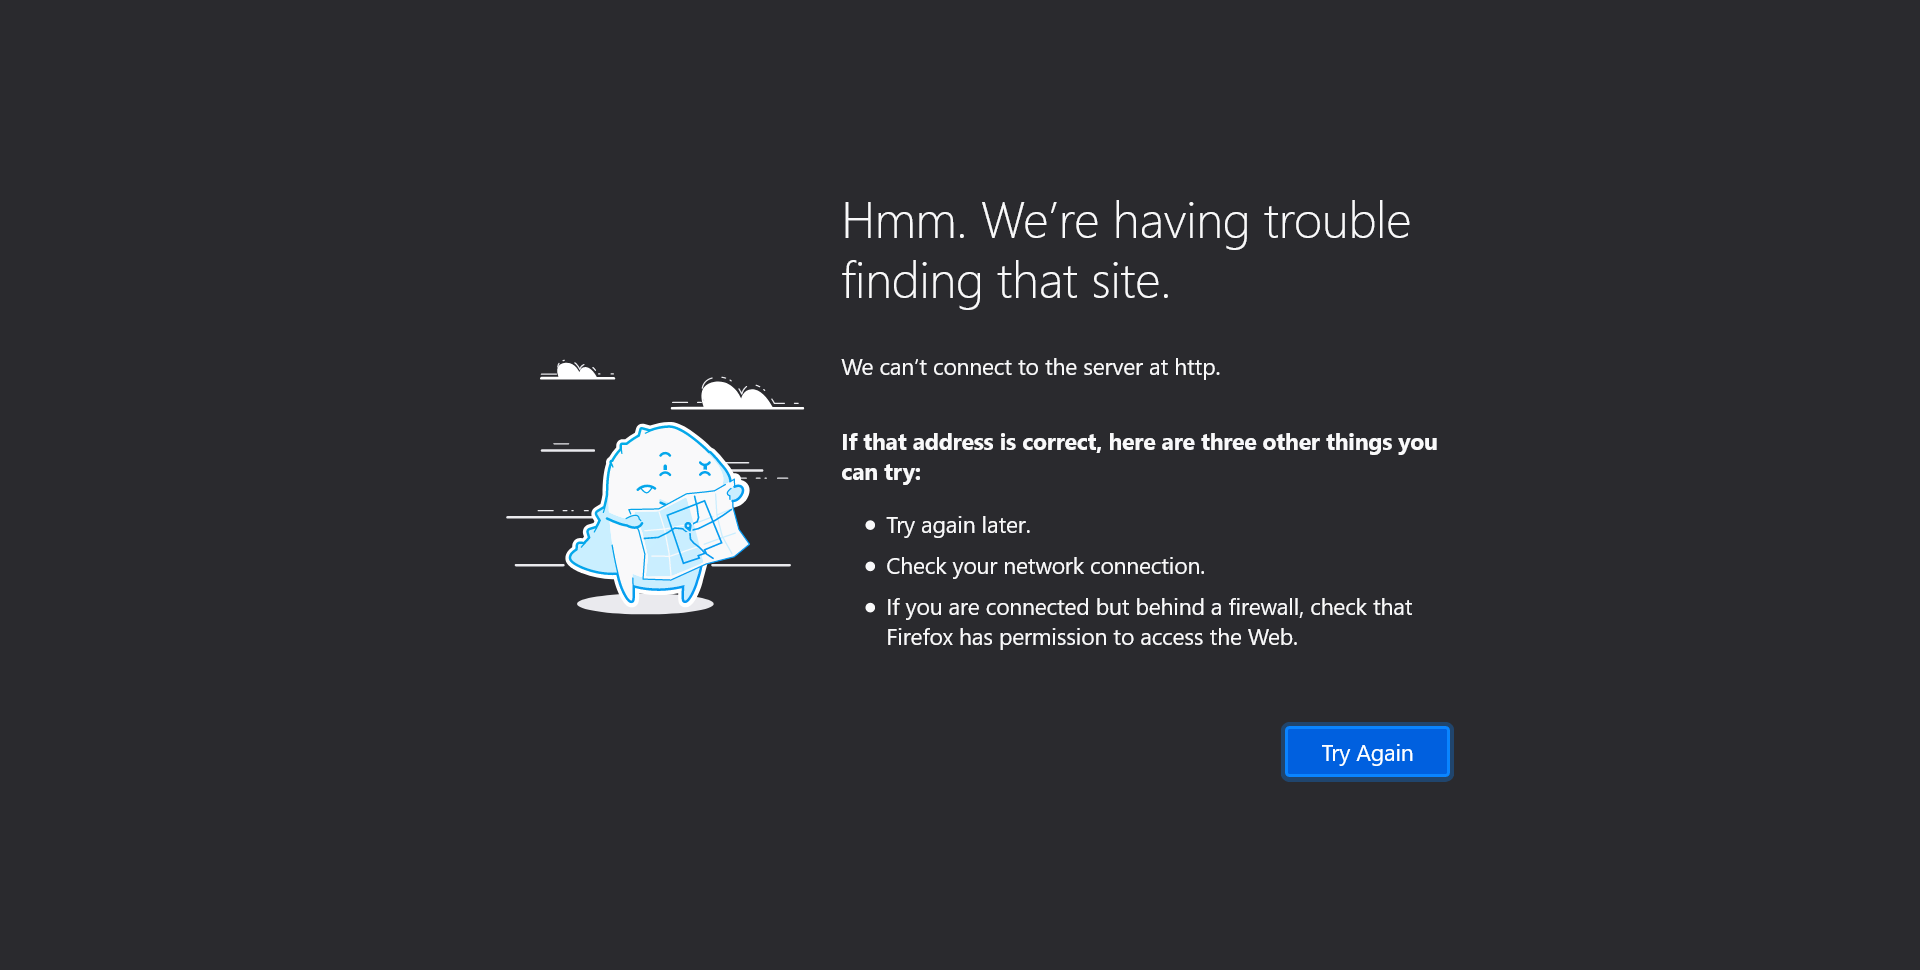 Hmm. We’re having trouble
finding that site.
We can’t connect to the server at http.
If that address is correct, here are three other things you
can try:
• Try again later.
• Check your network connection.
• If you are connected but behind a firewall, check that
Firefox has permission to access the Web.
Try Again